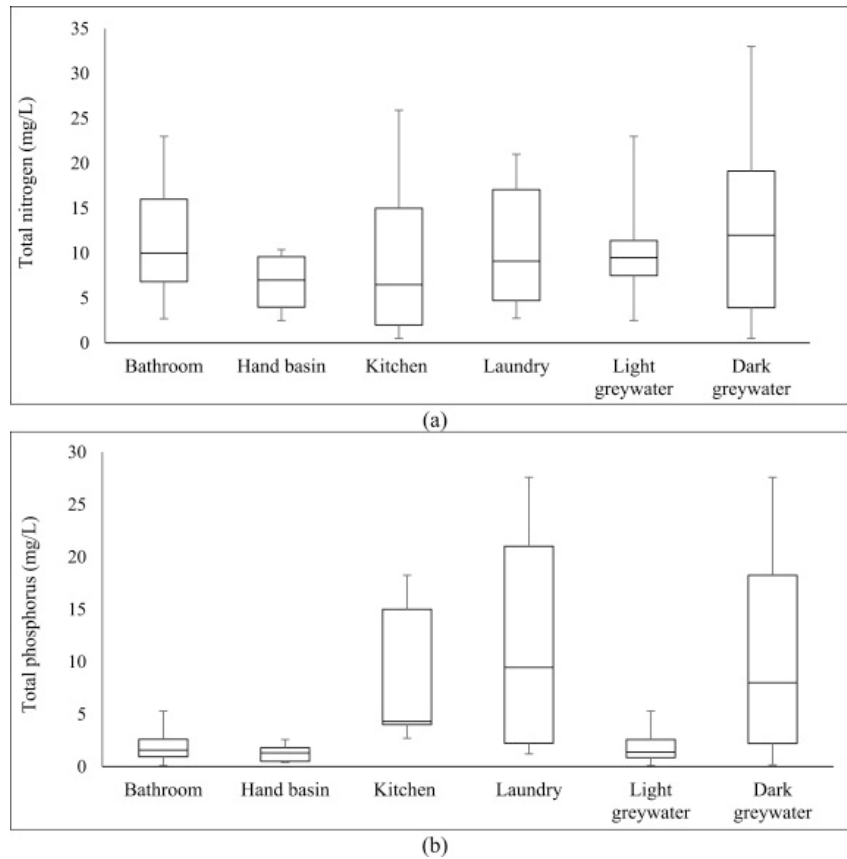 35
30
25
20
15
10
5
0
Total nitrogen (mg/L)
Bathroom
Hand basin
Kitchen
Laundry
Light
greywater
Dark
greywater
(a)
30
25
20
15
10
5
0
Total phosphorus (mg/L)
Bathroom
Hand basin
Kitchen
Laundry
Light
greywater
Dark
greywater
(b)